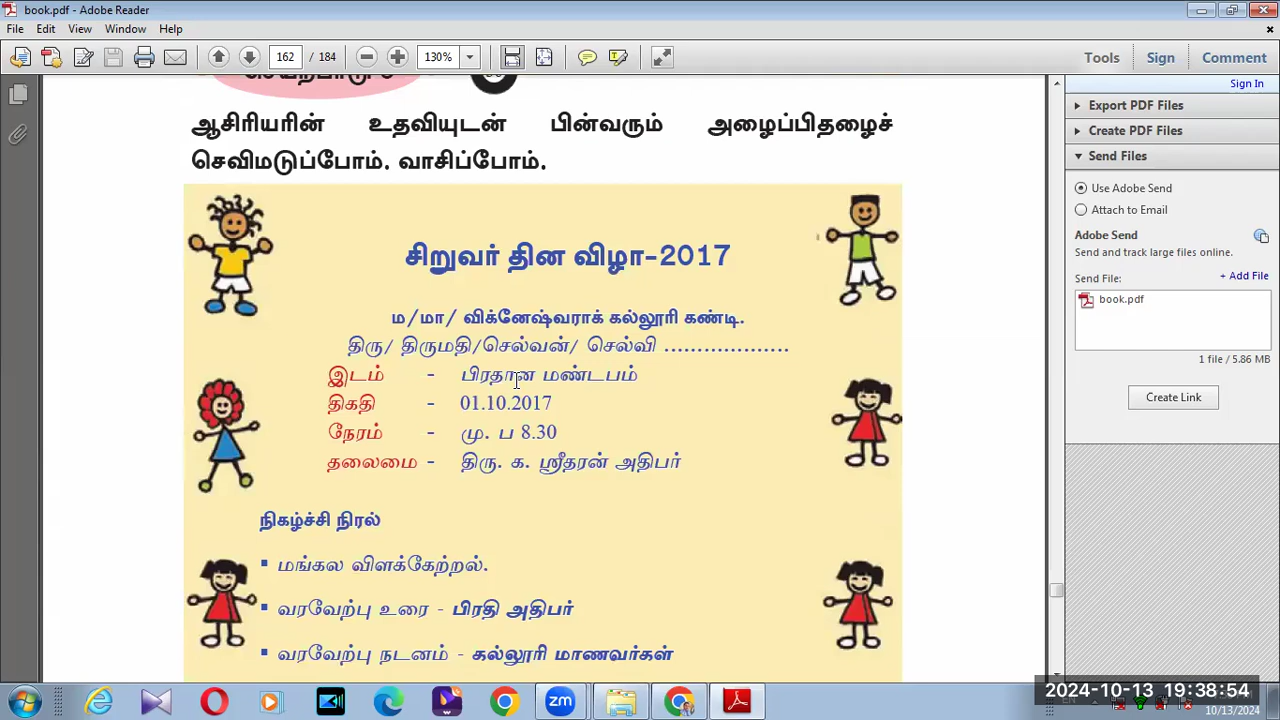 book.pdf - Adobe Reader
File Edit View Window Help
162 / 184 130% Tools Sign Comment
Sign In
Export PDF Files
Create PDF Files
Send Files
Use Adobe Send
Attach to Email
Adobe Send
Send and track large files online.
Send File:
+ Add File
book.pdf
1 file / 5.86 MB
Create Link
ஆசிரியரின் உதவியுடன் பின்வரும் அழைப்பிதழைச்
செவிமடுப்போம். வாசிப்போம்.
சிறுவர் தின விழா-2017
ம/மா/ விக்னேஷ்வராக் கல்லூரி கண்டி.
திரு/ திருமதி/செல்வன்/ செல்வி ...................
இடம் - பிரதான மண்டபம்
திகதி - 01.10.2017
நேரம் - மு. ப 8.30
தலைமை - திரு. க. ஸ்ரீதரன் அதிபர்
நிகழ்ச்சி நிரல்
▪ மங்கல விளக்கேற்றல்.
▪ வரவேற்பு உரை - பிரதி அதிபர்
▪ வரவேற்பு நடனம் - கல்லூரி மாணவர்கள்
2024-10-13 19:38:54
10/13/2024